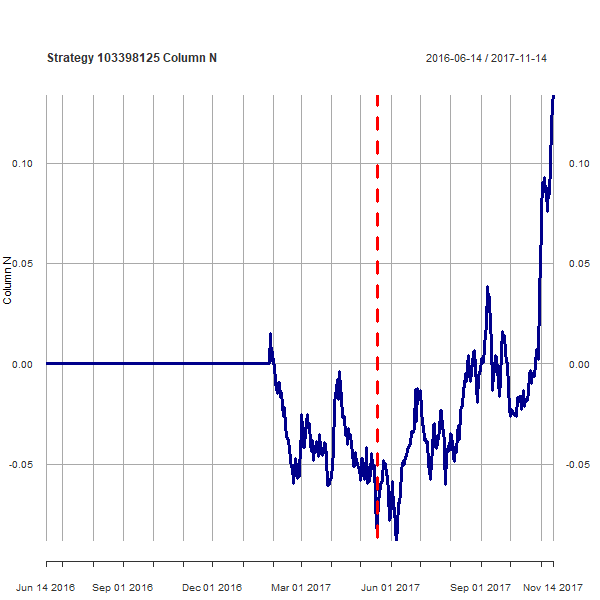 Strategy 103398125 Column N
2016-06-14 / 2017-11-14
0.10
0.10
0.05
0.05
Column N
0.00
0.00
-0.05
-0.05
Jun 14 2016
Sep 01 2016
Dec 01 2016
Mar 01 2017
Jun 01 2017
Sep 01 2017
Nov 14 2017